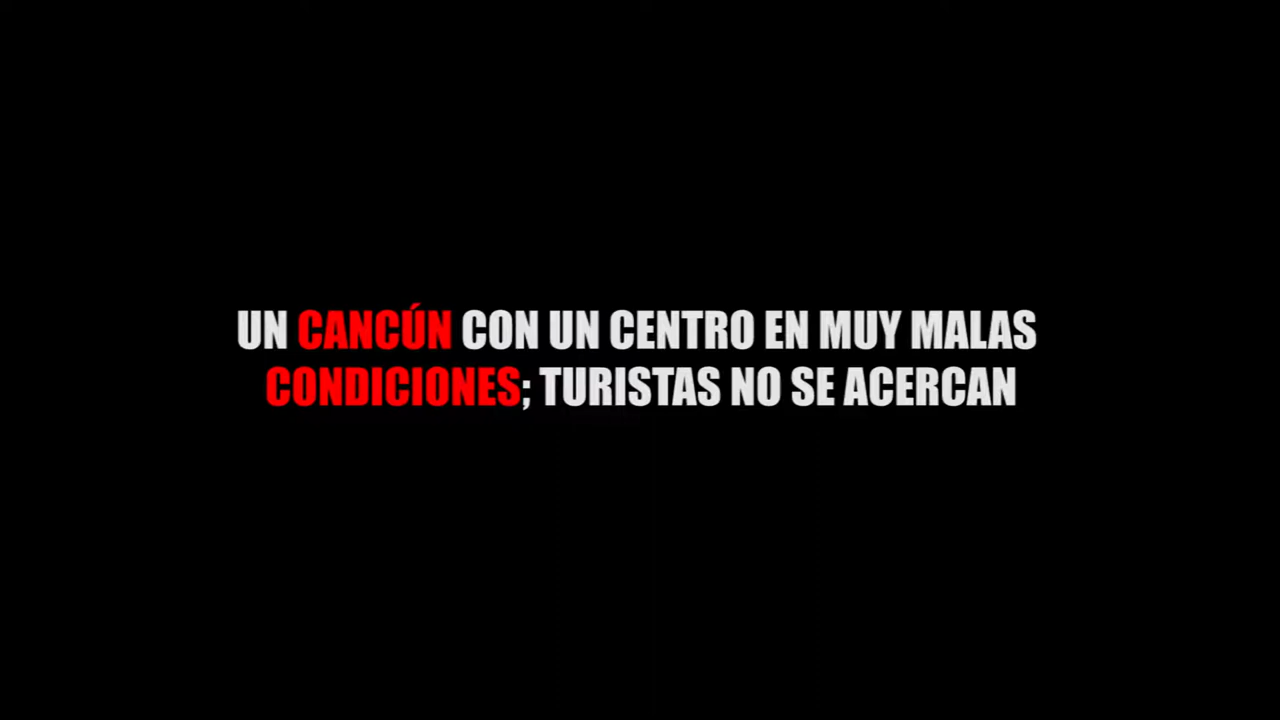 UN CANCÚN CON UN CENTRO EN MUY MALAS
CONDICIONES; TURISTAS NO SE ACERCAN